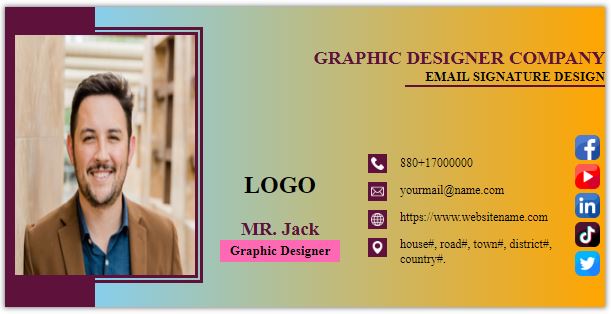 GRAPHIC DESIGNER COMPANY
EMAIL SIGNATURE DESIGN
LOGO
MR. Jack
Graphic Designer
880+17000000
yourmail@name.com
https://www.websitename.com
house#, road#, town#, district#,
country#.